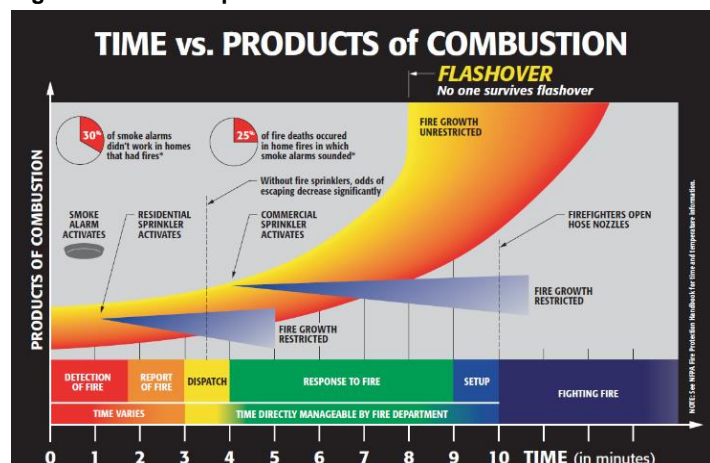 TIME vs. PRODUCTS of COMBUSTION
FLASHOVER
No one survives flashover
30%
of smoke alarms
didn't work in homes
that had fires*
25%
of fire deaths occured
in home fires in which
smoke alarms sounded*
FIRE GROWTH
UNRESTRICTED
Without fire sprinklers, odds of
escaping decrease significantly
SMOKE
ALARM
ACTIVATES
RESIDENTIAL
SPRINKLER
ACTIVATES
COMMERCIAL
SPRINKLER
ACTIVATES
FIREFIGHTERS OPEN
HOSE NOZZLES
FIRE GROWTH
RESTRICTED
FIRE GROWTH
RESTRICTED
PRODUCTS OF COMBUSTION
NOTE: See NFPA Fire Protection Handbook for time and temperature information.
DETECTION
OF FIRE
REPORT
OF FIRE
DISPATCH
RESPONSE TO FIRE
SETUP
FIGHTING FIRE
TIME VARIES
TIME DIRECTLY MANAGEABLE BY FIRE DEPARTMENT
0 1 2 3 4 5 6 7 8 9 10 TIME (in minutes)